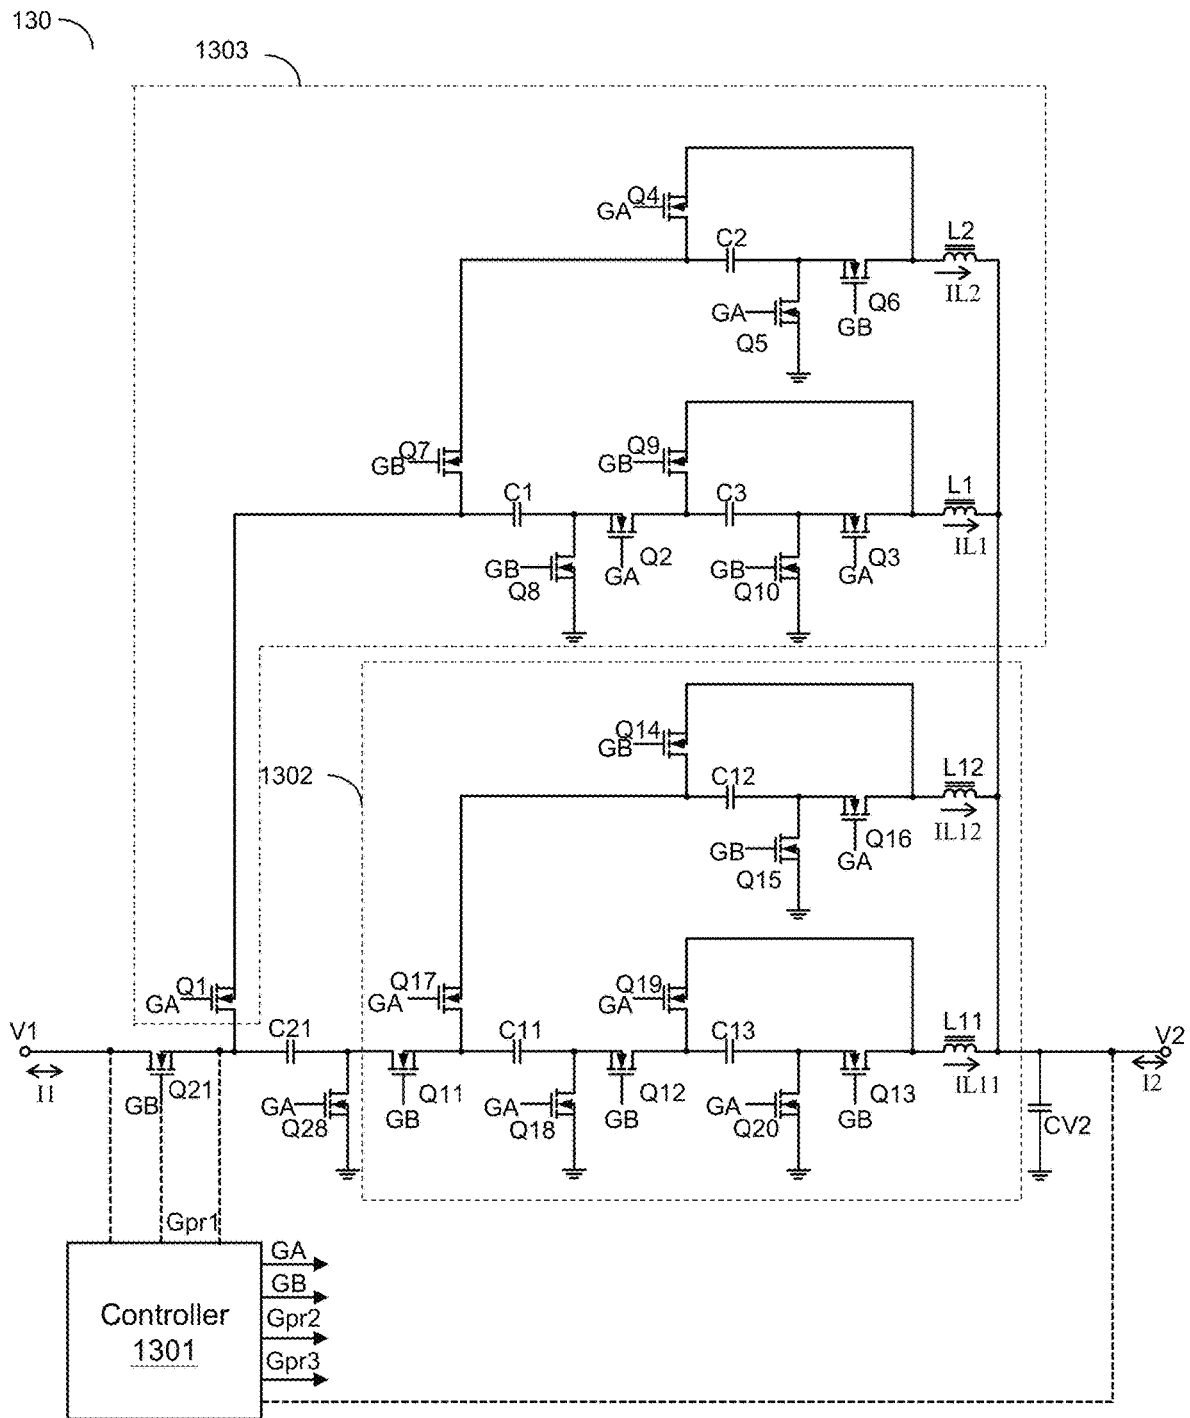 130
1303
Q4
GA
C2
L2
IL2
Q6
GA
Q5
GB
Q7
GB
Q9
GB
C1
C3
L1
IL1
GB
Q8
Q2
GA
GB
Q10
Q3
GA
Q14
GB
1302
C12
L12
IL12
Q16
GB
Q15
GA
Q1
GA
Q17
GA
Q19
GA
V1
C21
C11
C13
L11
V2
I1
Q21
GB
GA
Q28
Q11
GB
GA
Q18
Q12
GB
GA
Q20
Q13
GB
IL11
I2
CV2
Gpr1
GA
GB
Gpr2
Gpr3
Controller
1301